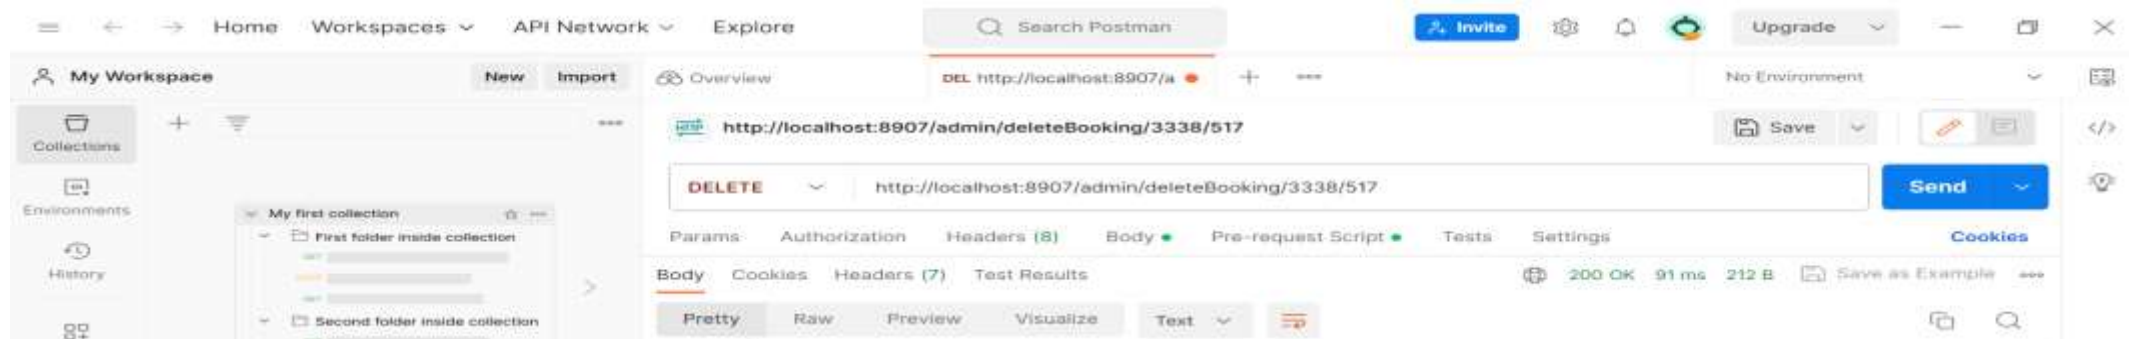 Home Workspaces API Network Explore Search Postman Invite Upgrade
My Workspace New Import Overview DEL http://localhost:8907/a No Environment
http://localhost:8907/admin/deleteBooking/3338/517 Save
Collections
DELETE http://localhost:8907/admin/deleteBooking/3338/517 Send
Environments
My first collection
First folder inside collection Params Authorization Headers (8) Body Pre-request Script Tests Settings Cookies
History Body Cookies Headers (7) Test Results 200 OK 91 ms 212 B Save as Example
Second folder inside collection Pretty Raw Preview Visualize Text